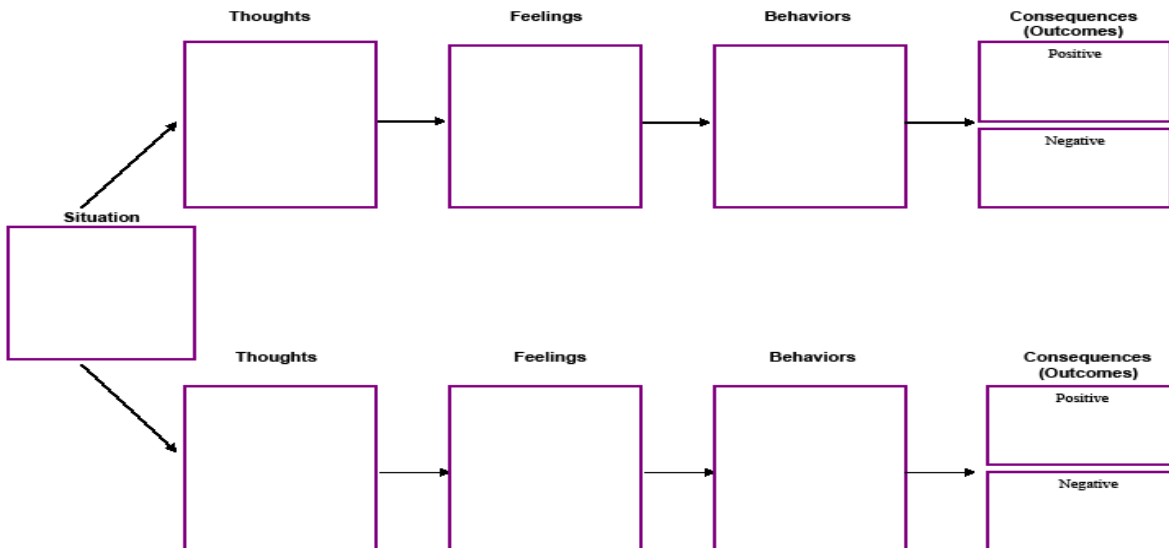 Thoughts
Feelings
Behaviors
Consequences
(Outcomes)
Positive
Negative
Situation
Thoughts
Feelings
Behaviors
Consequences
(Outcomes)
Positive
Negative